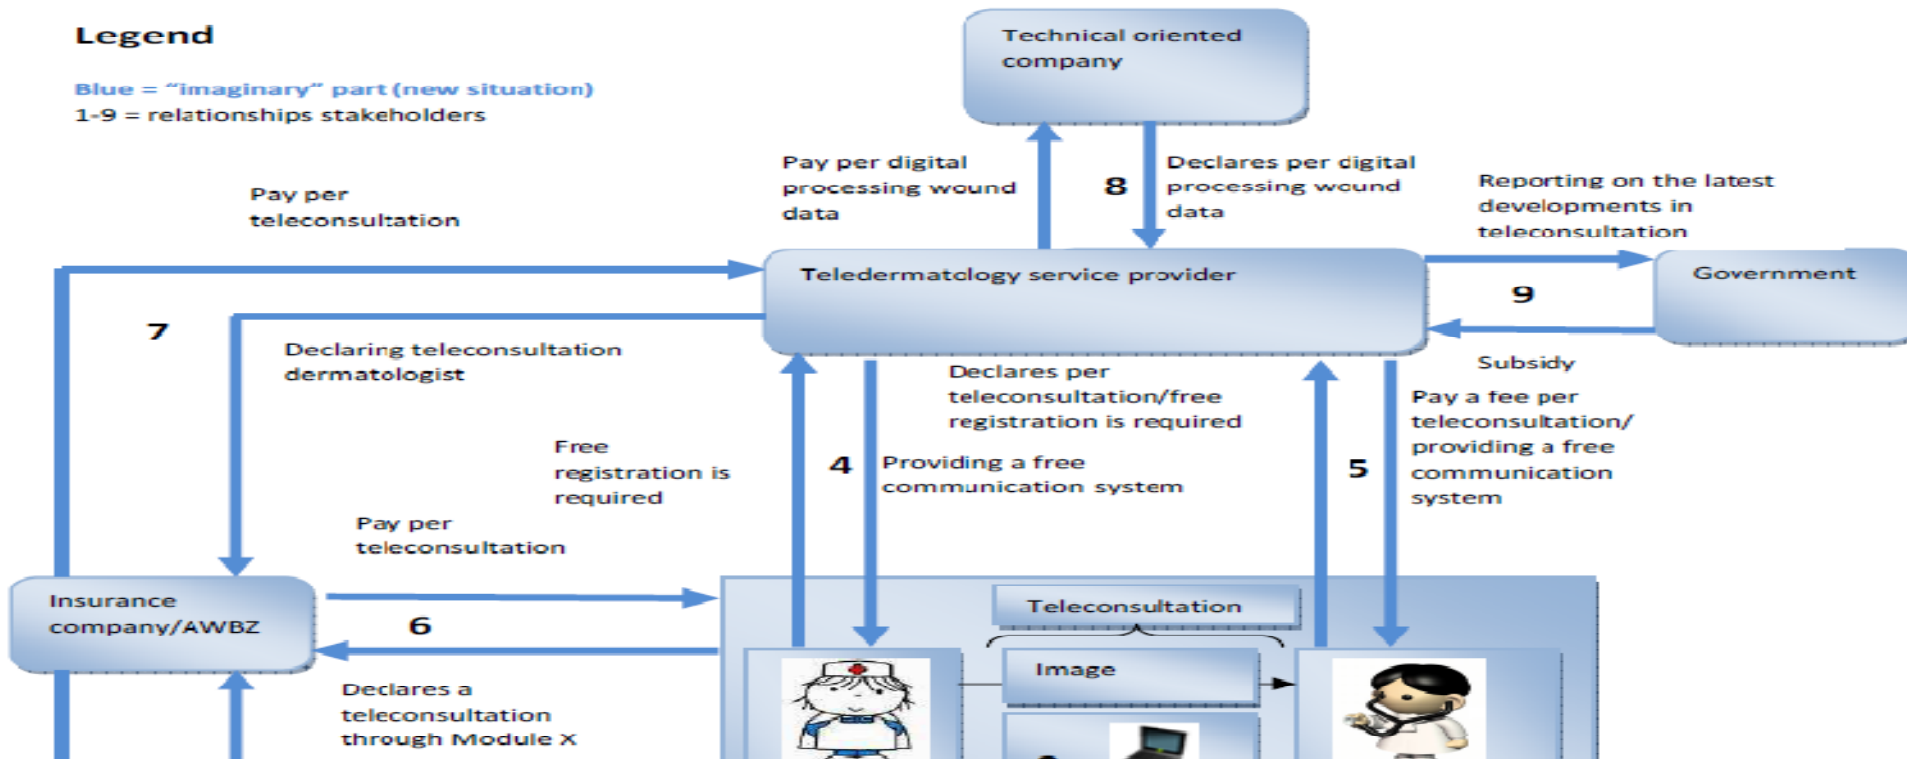 Legend
Blue = “imaginary” part (new situation)
1-9 = relationships stakeholders
Technical oriented
company
Pay per digital
processing wound
data
8
Declares per digital
processing wound
data
Reporting on the latest
developments in
teleconsultation
Pay per
teleconsultation
Teledermatology service provider
Government
9
7
Subsidy
Declaring teleconsultation
dermatologist
Declares per
teleconsultation/free
registration is required
Pay a fee per
teleconsultation/
providing a free
communication
system
Free
registration is
required
4
Providing a free
communication system
5
Pay per
teleconsultation
Insurance
company/AWBZ
6
Teleconsultation
Image
Declares a
teleconsultation
through Module X